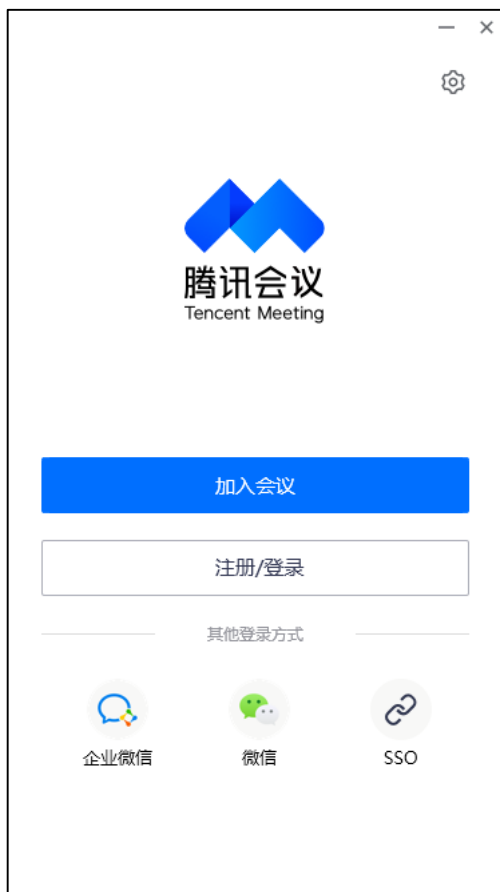 腾讯会议
Tencent Meeting
加入会议
注册/登录
其他登录方式
企业微信
微信
SSO